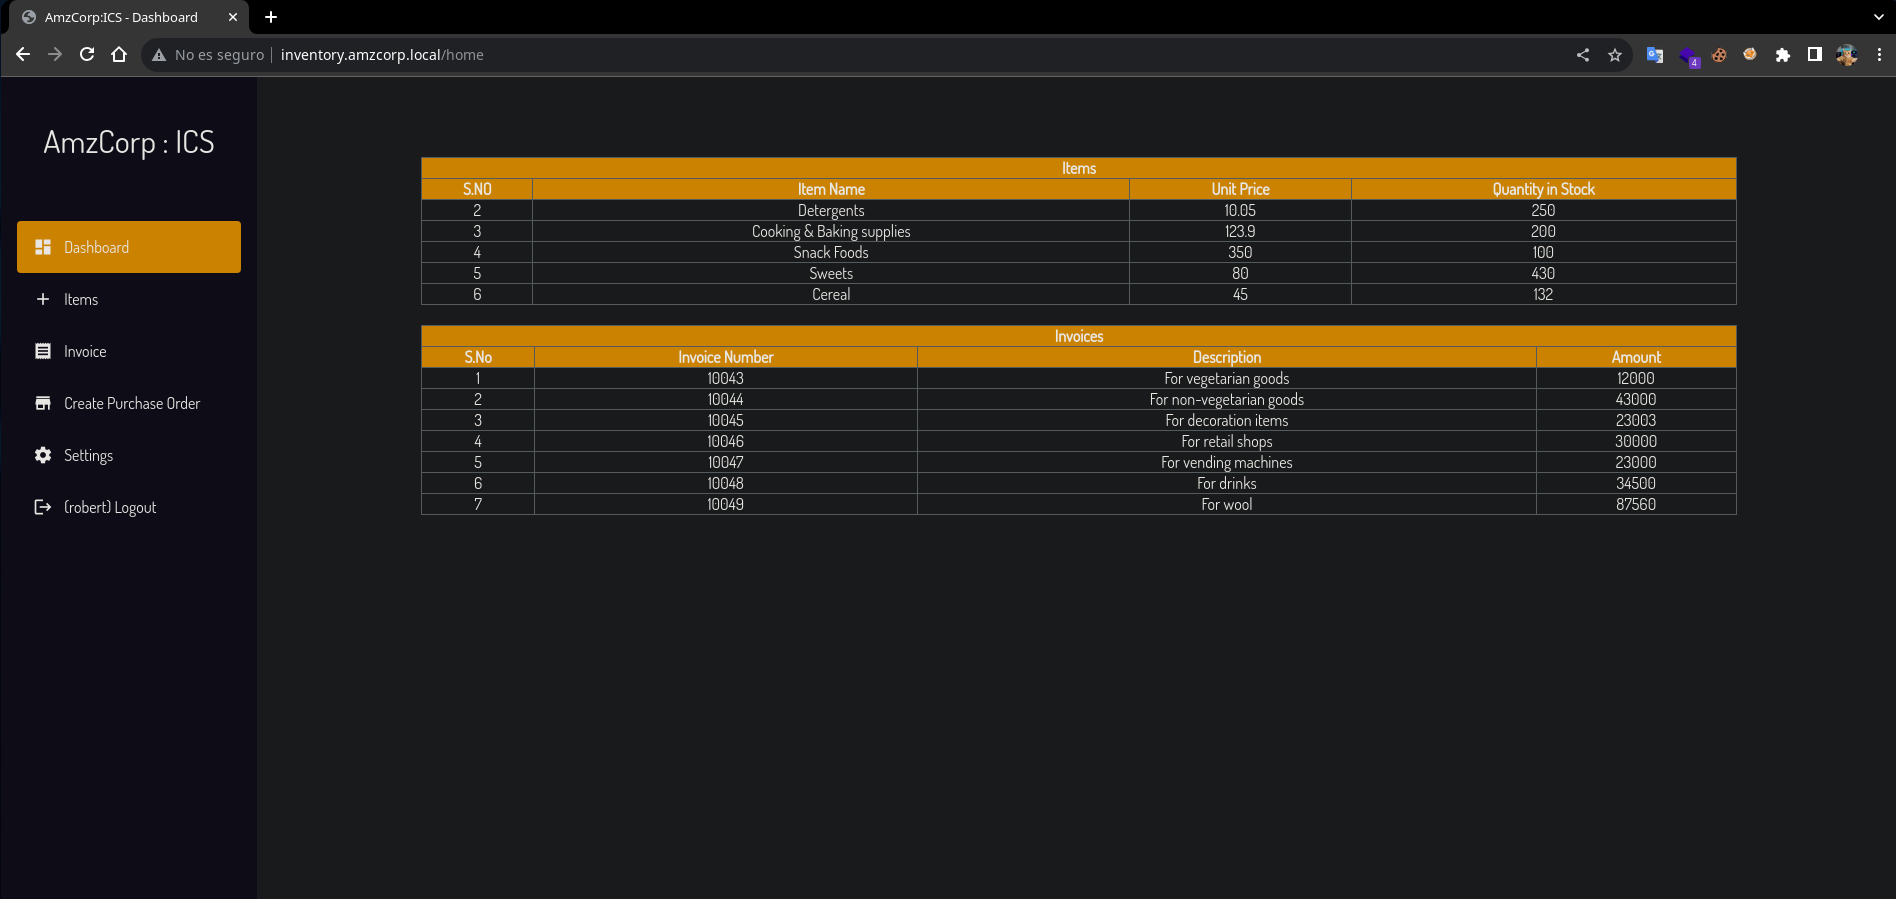 AmzCorp:ICS - Dashboard
No es seguro inventory.amzcorp.local/home
4
AmzCorp : ICS
Dashboard
Items
Invoice
Create Purchase Order
Settings
(robert) Logout
Items
S.NO Item Name Unit Price Quantity in Stock
2 Detergents 10.05 250
3 Cooking & Baking supplies 123.9 200
4 Snack Foods 350 100
5 Sweets 80 430
6 Cereal 45 132
Invoices
S.No Invoice Number Description Amount
1 10043 For vegetarian goods 12000
2 10044 For non-vegetarian goods 43000
3 10045 For decoration items 23003
4 10046 For retail shops 30000
5 10047 For vending machines 23000
6 10048 For drinks 34500
7 10049 For wool 87560